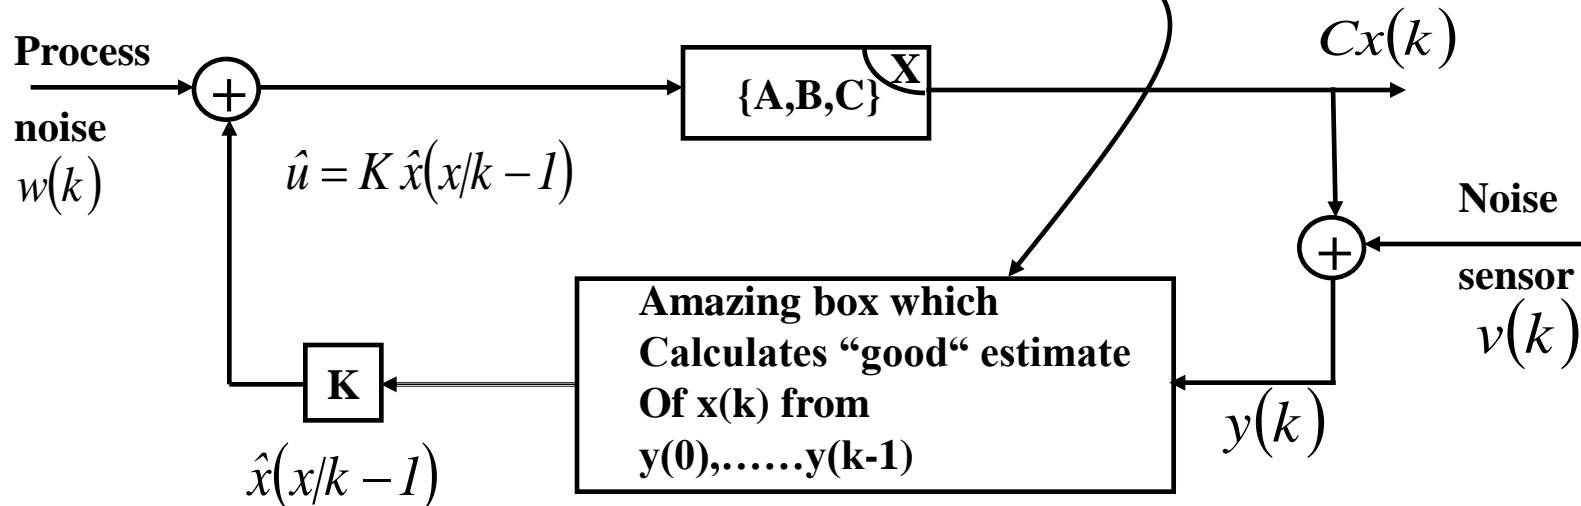 Process
noise
w(k)
+
û = K x̂(x/k − 1)
{A,B,C}
X
Cx(k)
+
Noise
sensor
v(k)
y(k)
Amazing box which
Calculates “good“ estimate
Of x(k) from
y(0),......y(k-1)
K
x̂(x/k − 1)